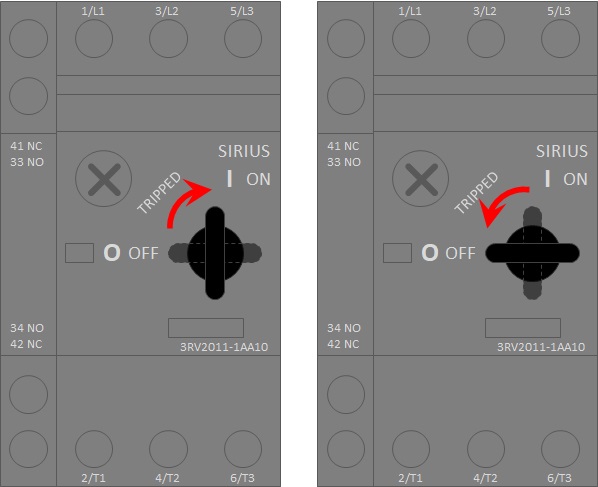 1/L1 3/L2 5/L3
41 NC
33 NO
SIRIUS
I ON
TRIPPED
O OFF
34 NO
42 NC
3RV2011-1AA10
2/T1 4/T2 6/T3
1/L1 3/L2 5/L3
41 NC
33 NO
SIRIUS
I ON
TRIPPED
O OFF
34 NO
42 NC
3RV2011-1AA10
2/T1 4/T2 6/T3